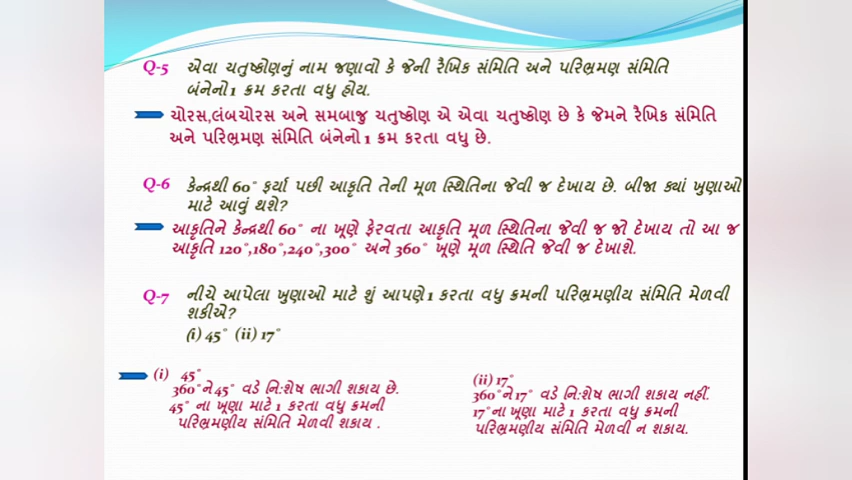 Q-5 એવા ચતુષ્કોણનું નામ જણાવો કે જેની રૈખિક સંમિતિ અને પરિભ્રમણ સંમિતિ
બંનેનો 1 ક્રમ કરતા વધુ હોય.
ચોરસ,લંબચોરસ અને સમબાજુ ચતુષ્કોણ એ એવા ચતુષ્કોણ છે કે જેમને રૈખિક સંમિતિ
અને પરિભ્રમણ સંમિતિ બંનેનો 1 ક્રમ કરતા વધુ છે.
Q-6 કેન્દ્રથી 60° ફર્યા પછી આકૃતિ તેની મૂળ સ્થિતિના જેવી જ દેખાય છે. બીજા ક્યાં ખુણાઓ
માટે આવું થશે?
આકૃતિને કેન્દ્રથી 60° ના ખૂણે ફેરવતા આકૃતિ મૂળ સ્થિતિના જેવી જ જો દેખાય તો આ જ
આકૃતિ 120°,180°,240°,300° અને 360° ખૂણે મૂળ સ્થિતિ જેવી જ દેખાશે.
Q-7 નીચે આપેલા ખુણાઓ માટે શું આપણે 1 કરતા વધુ ક્રમની પરિભ્રમણીય સંમિતિ મેળવી
શકીએ?
(i) 45° (ii) 17°
(i) 45°
360° ને 45° વડે નિ:શેષ ભાગી શકાય છે.
45° ના ખૂણા માટે 1 કરતા વધુ ક્રમની
પરિભ્રમણીય સંમિતિ મેળવી શકાય .
(ii) 17°
360° ને 17° વડે નિ:શેષ ભાગી શકાય નહીં.
17° ના ખૂણા માટે 1 કરતા વધુ ક્રમની
પરિભ્રમણીય સંમિતિ મેળવી ન શકાય.